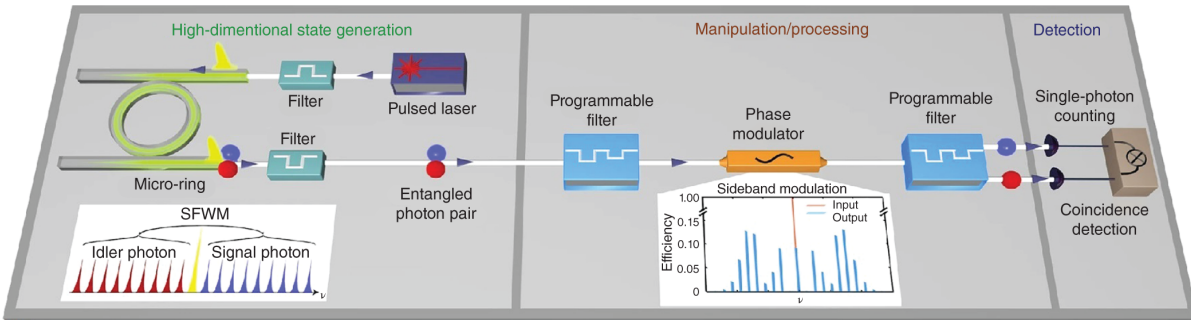 High-dimentional state generation
Manipulation/processing
Detection
Filter
Pulsed laser
Filter
Micro-ring
Entangled
photon pair
SFWM
Idler photon
Signal photon
ν
Programmable
filter
Phase
modulator
Programmable
filter
Sideband modulation
1.00
0.15
0.10
0.05
0
Efficiency
Input
Output
ν
Single-photon
counting
Coincidence
detection